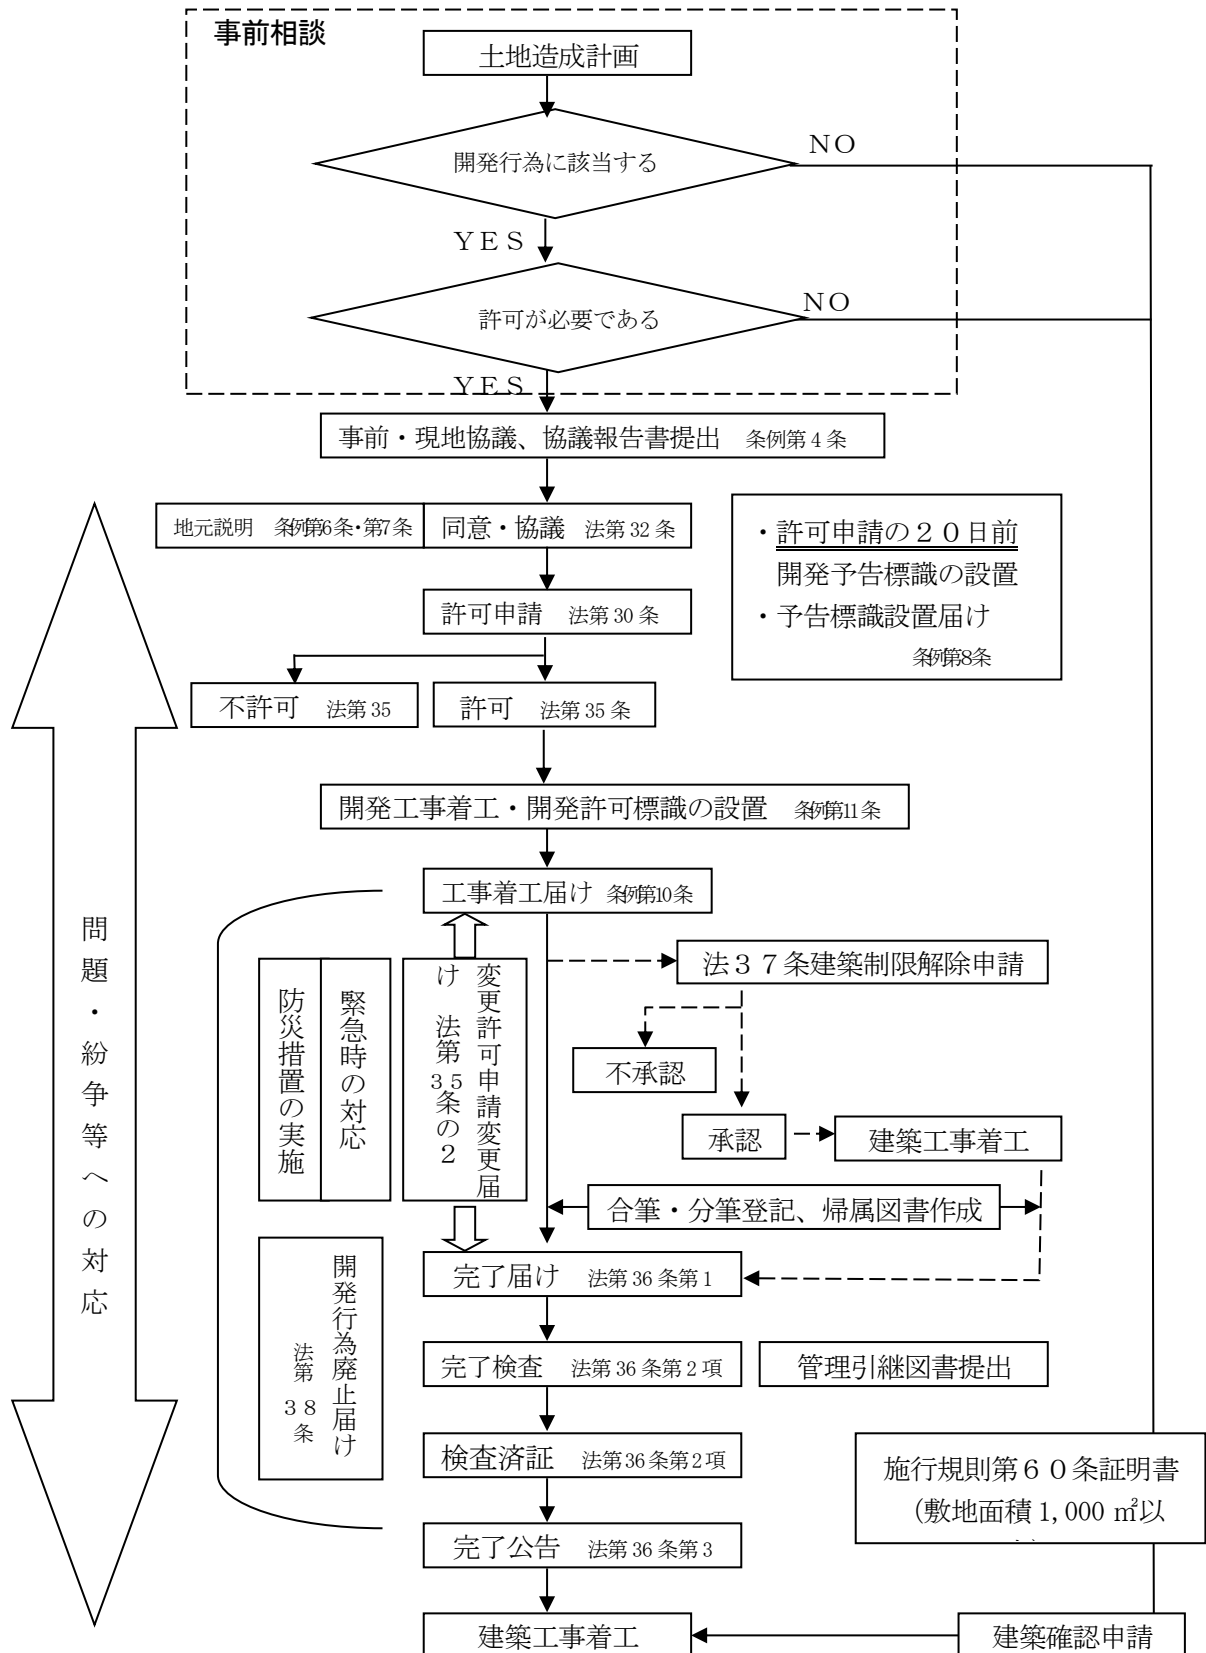 事前相談
土地造成計画
開発行為に該当する
NO
YES
許可が必要である
NO
YES
事前・現地協議、協議報告書提出 条例第4条
地元説明 条例第6条・第7条
同意・協議 法第32条
・許可申請の20日前
開発予告標識の設置
・予告標識設置届け
条例第8条
許可申請 法第30条
不許可 法第35
許可 法第35条
開発工事着工・開発許可標識の設置 条例第11条
工事着工届け 条例第10条
問題・紛争等への対応
防災措置の実施
緊急時の対応
変更許可申請変更届
け 法第35条の2
法37条建築制限解除申請
不承認
承認
建築工事着工
合筆・分筆登記、帰属図書作成
開発行為廃止届け
法第38条
完了届け 法第36条第1
完了検査 法第36条第2項
管理引継図書提出
検査済証 法第36条第2項
施行規則第60条証明書
(敷地面積1,000㎡以
完了公告 法第36条第3
建築工事着工
建築確認申請